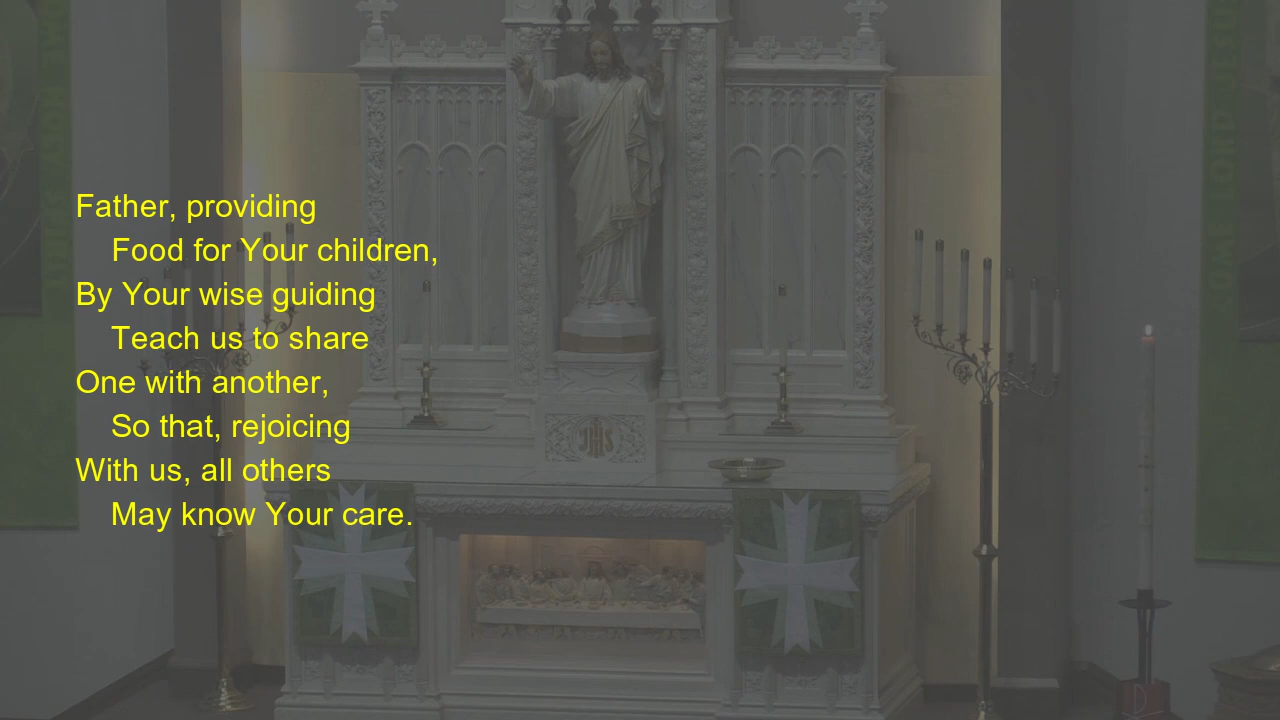 Father, providing
Food for Your children,
By Your wise guiding
Teach us to share
One with another,
So that, rejoicing
With us, all others
May know Your care.
IHS